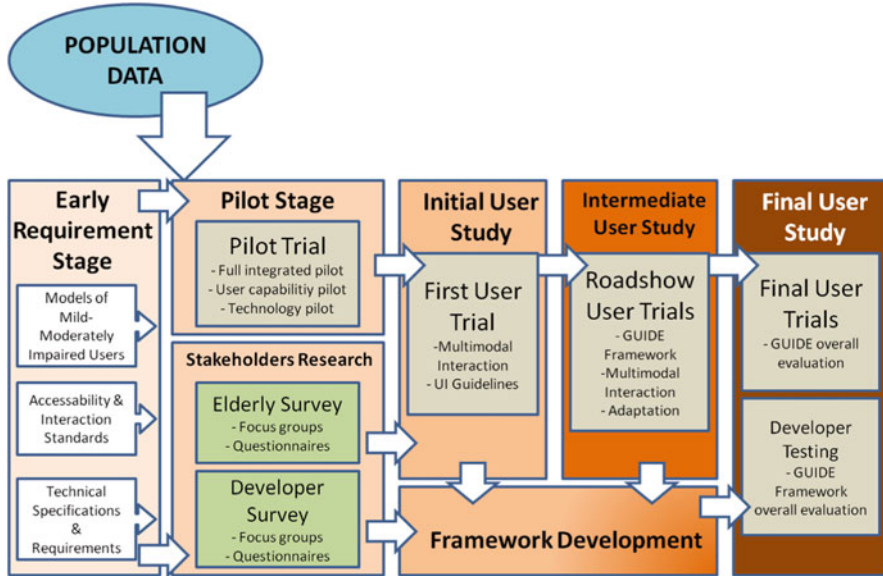 POPULATION
DATA
Early
Requirement
Stage
Models of
Mild-
Moderately
Impaired Users
Accessability &
Interaction
Standards
Technical
Specifications
&
Requirements
Pilot Stage
Pilot Trial
- Full integrated pilot
- User capabilitiy pilot
- Technology pilot
Stakeholders Research
Elderly Survey
- Focus groups
- Questionnaires
Developer
Survey
- Focus groups
- Questionnaires
Initial User
Study
First User
Trial
-Multimodal
Interaction
- UI Guidelines
Intermediate
User Study
Roadshow
User Trials
- GUIDE
Framework
- Multimodal
Interaction
- Adaptation
Framework Development
Final User
Study
Final User
Trials
- GUIDE overall
evaluation
Developer
Testing
- GUIDE
Framework
overall evaluation